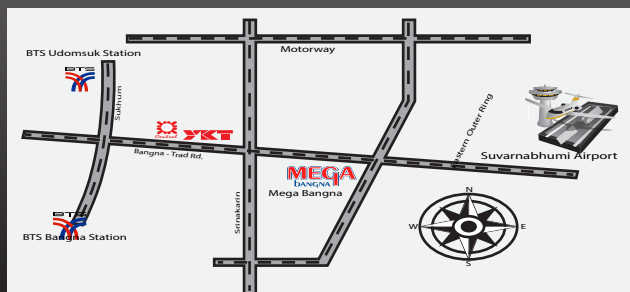 Motorway
BTS Udomsuk Station
BTS
Sukhum
Eastern Outer Ring
Central
YKT
Bangna - Trad Rd.
Suvarnabhumi Airport
MEGA
BANGNA
Mega Bangna
Srinakarin
BTS
BTS Bangna Station
N
W
E
S